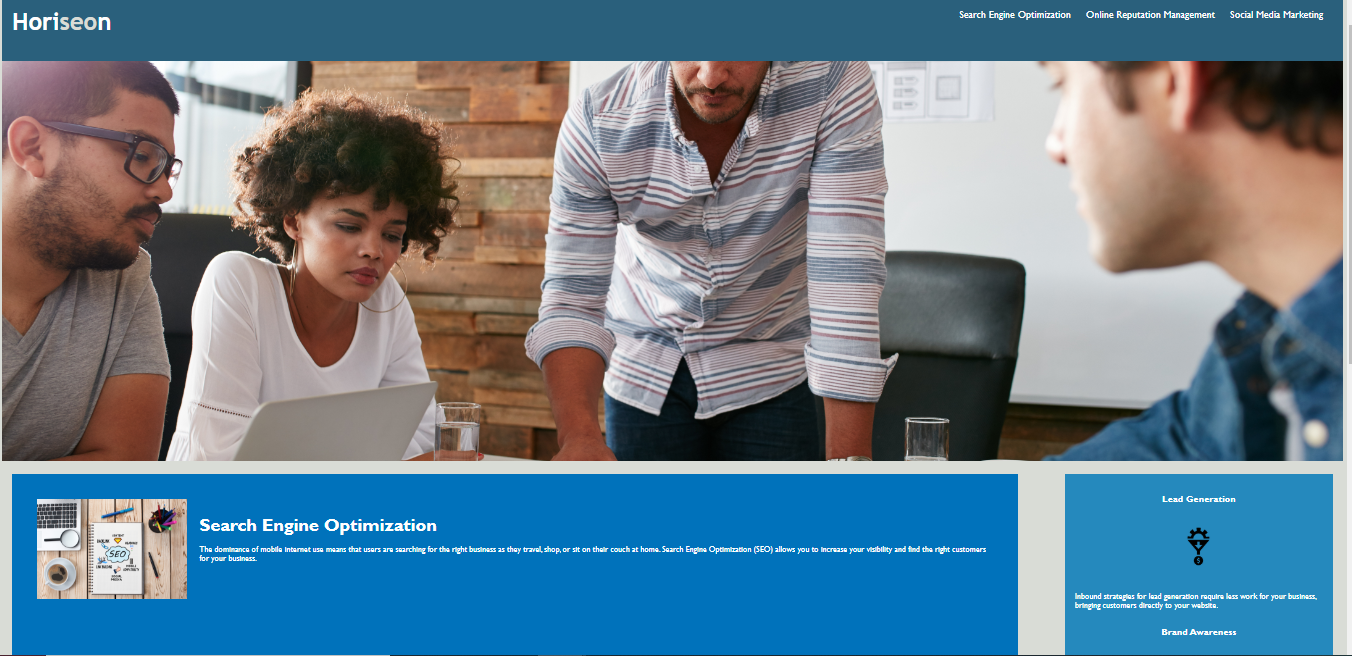 Horiseon
Search Engine Optimization
Online Reputation Management
Social Media Marketing
SEO
Search Engine Optimization
The dominance of mobile internet use means that users are searching for the right business as they travel, shop, or sit on their couch at home. Search Engine Optimization (SEO) allows you to increase your visibility and find the right customers
for your business.
Lead Generation
Inbound strategies for lead generation require less work for your business,
bringing customers directly to your website.
Brand Awareness